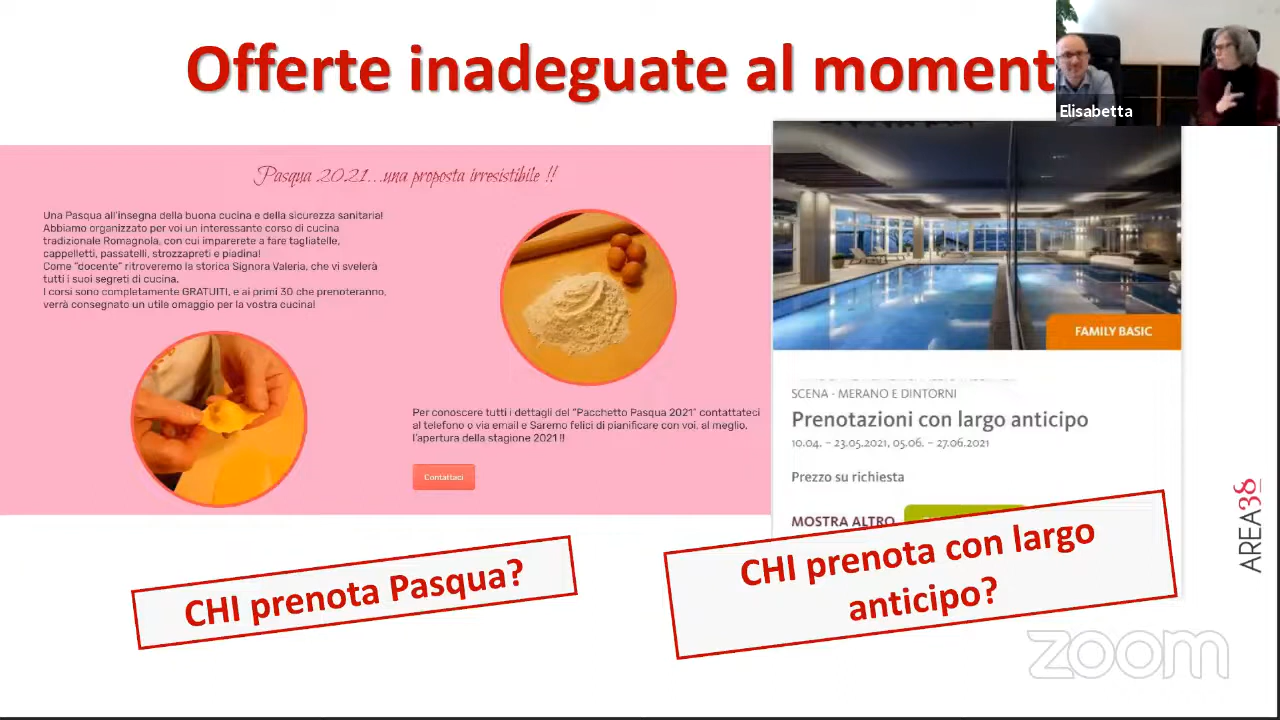 Offerte inadeguate al moment
Elisabetta
Pasqua 2021...una proposta irresistibile !!
Una Pasqua all'insegna della buona cucina e della sicurezza sanitaria!
Abbiamo organizzato per voi un interessante corso di cucina
tradizionale Romagnola, con cui imparerete a fare tagliatelle,
cappelletti, passatelli, strozzapreti e piadina!
Come "docente" ritroveremo la storica Signora Valeria, che vi svelerà
tutti i suoi segreti di cucina.
I corsi sono completamente GRATUITI, e ai primi 30 che prenoteranno,
verrà consegnato un utile omaggio per la vostra cucina!
Per conoscere tutti i dettagli del "Pacchetto Pasqua 2021" contattateci
al telefono o via email e Saremo felici di pianificare con voi, al meglio,
l'apertura della stagione 2021 !!
Contattaci
FAMILY BASIC
SCENA - MERANO E DINTORNI
Prenotazioni con largo anticipo
10.04. - 23.05.2021, 05.06. - 27.06.2021
Prezzo su richiesta
MOSTRA ALTRO
CHI prenota Pasqua?
CHI prenota con largo
anticipo?
AREA38
zoom